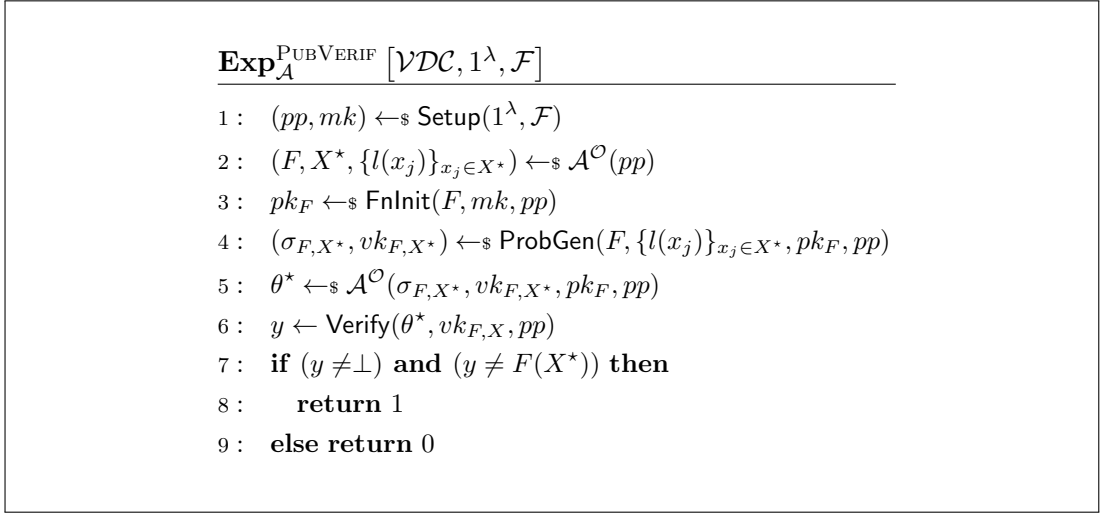 Exp_𝒜^PubVerif [𝒱𝒟𝒞, 1^λ, ℱ]
1 : (pp, mk) ←$ Setup(1^λ, ℱ)
2 : (F, X^⋆, {l(x_j)}_{x_j∈X^⋆}) ←$ 𝒜^𝒪(pp)
3 : pk_F ←$ FnInit(F, mk, pp)
4 : (σ_{F,X^⋆}, vk_{F,X^⋆}) ←$ ProbGen(F, {l(x_j)}_{x_j∈X^⋆}, pk_F, pp)
5 : θ^⋆ ←$ 𝒜^𝒪(σ_{F,X^⋆}, vk_{F,X^⋆}, pk_F, pp)
6 : y ← Verify(θ^⋆, vk_{F,X}, pp)
7 : if (y ≠⊥) and (y ≠ F(X^⋆)) then
8 : return 1
9 : else return 0